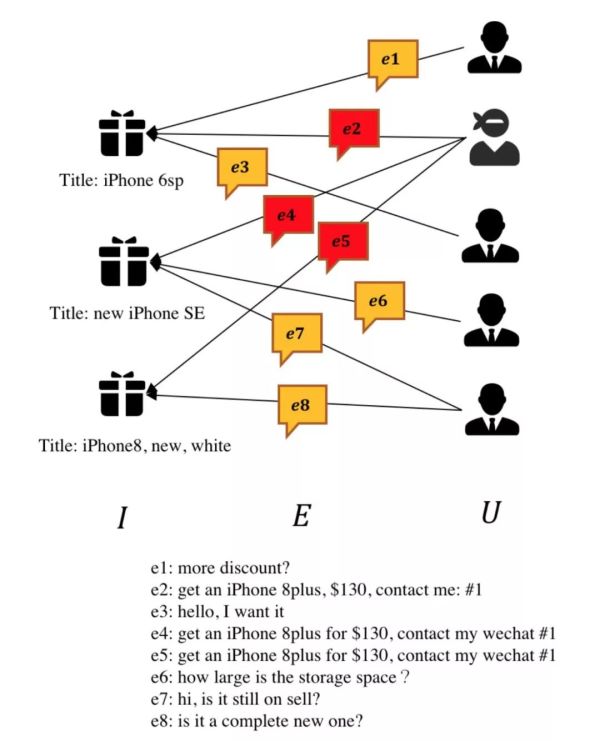 e1
e2
e3
Title: iPhone 6sp
e4
e5
e6
Title: new iPhone SE
e7
e8
Title: iPhone8, new, white
I E U
e1: more discount?
e2: get an iPhone 8plus, $130, contact me: #1
e3: hello, I want it
e4: get an iPhone 8plus for $130, contact my wechat #1
e5: get an iPhone 8plus for $130, contact my wechat #1
e6: how large is the storage space？
e7: hi, is it still on sell?
e8: is it a complete new one?